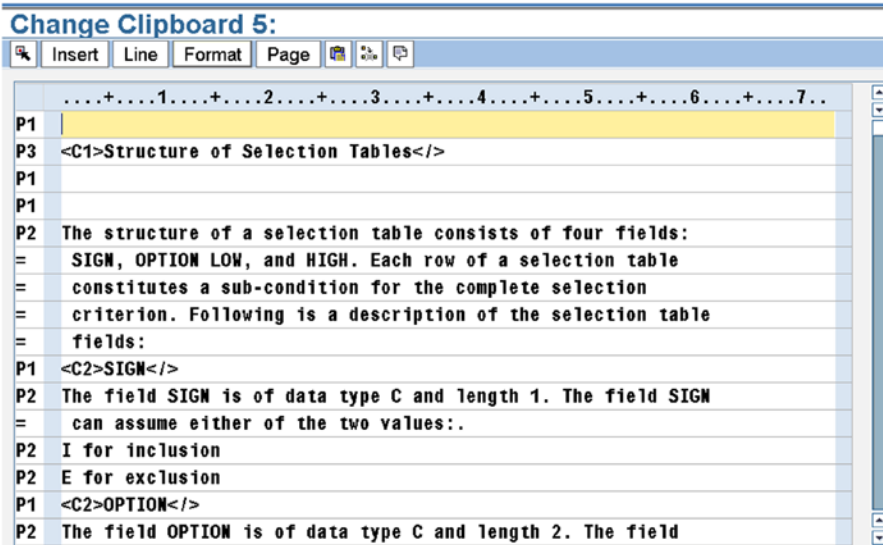 Change Clipboard 5:
Insert Line Format Page
....+....1....+....2....+....3....+....4....+....5....+....6....+....7..
P1
P3 <C1>Structure of Selection Tables</>
P1
P1
P2 The structure of a selection table consists of four fields:
= SIGN, OPTION LOW, and HIGH. Each row of a selection table
= constitutes a sub-condition for the complete selection
= criterion. Following is a description of the selection table
= fields:
P1 <C2>SIGN</>
P2 The field SIGN is of data type C and length 1. The field SIGN
= can assume either of the two values:.
P2 I for inclusion
P2 E for exclusion
P1 <C2>OPTION</>
P2 The field OPTION is of data type C and length 2. The field